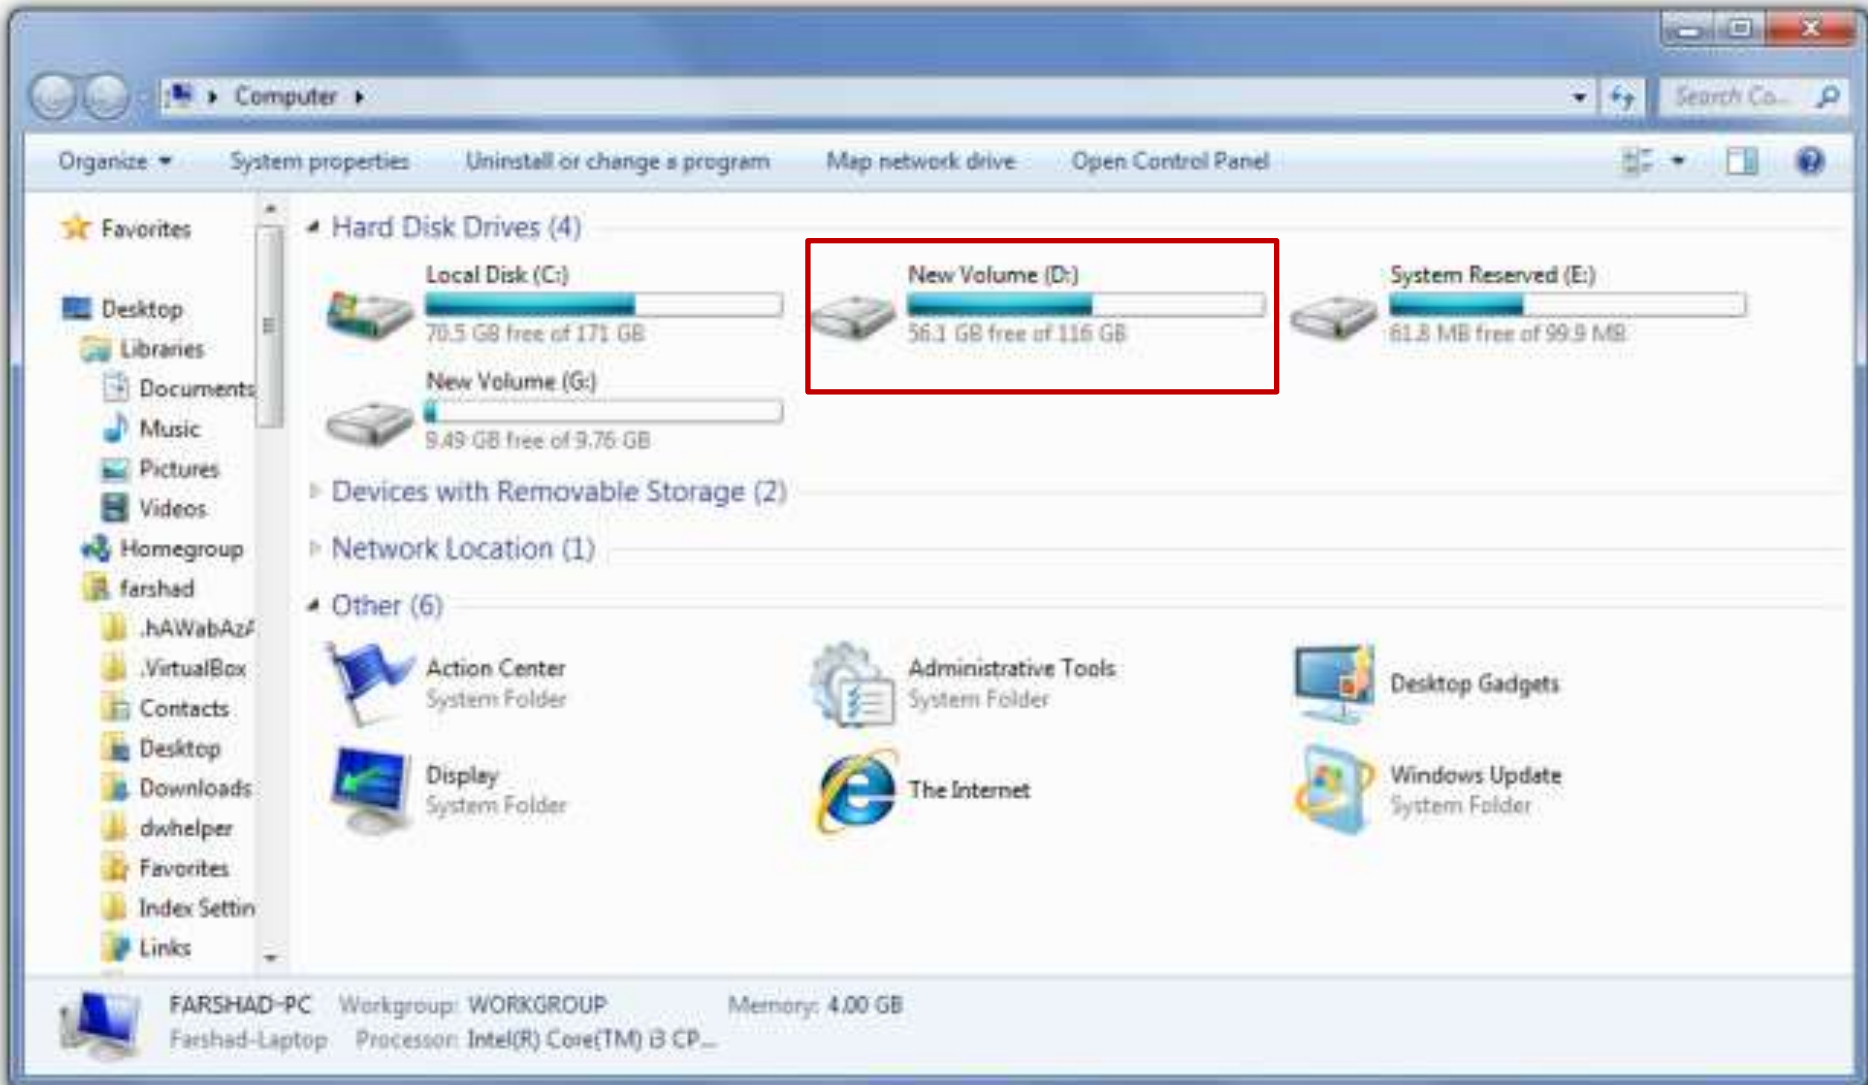 Computer
Search Co...
Organize
System properties
Uninstall or change a program
Map network drive
Open Control Panel
Favorites
Desktop
Libraries
Documents
Music
Pictures
Videos
Homegroup
farshad
.hAWabAzA
.VirtualBox
Contacts
Desktop
Downloads
dwhelper
Favorites
Index Settin
Links
Hard Disk Drives (4)
Local Disk (C:)
70.5 GB free of 171 GB
New Volume (D:)
56.1 GB free of 116 GB
System Reserved (E:)
61.8 MB free of 99.9 MB
New Volume (G:)
9.49 GB free of 9.76 GB
Devices with Removable Storage (2)
Network Location (1)
Other (6)
Action Center
System Folder
Administrative Tools
System Folder
Desktop Gadgets
Display
System Folder
The Internet
Windows Update
System Folder
FARSHAD-PC Workgroup: WORKGROUP Memory: 4.00 GB
Farshad-Laptop Processor: Intel(R) Core(TM) i3 CP...